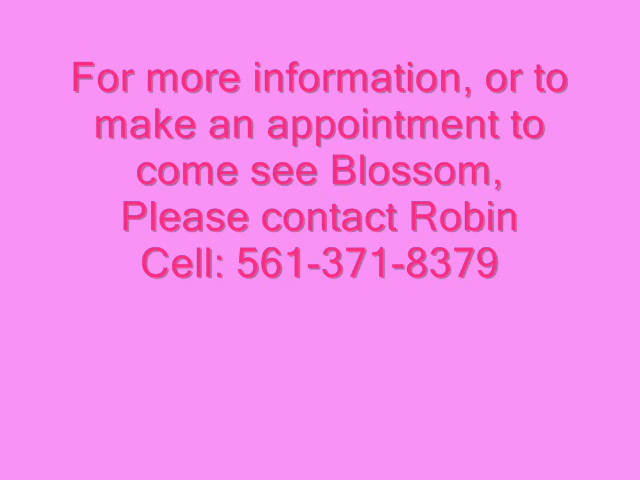 For more information, or to
make an appointment to
come see Blossom,
Please contact Robin
Cell: 561-371-8379